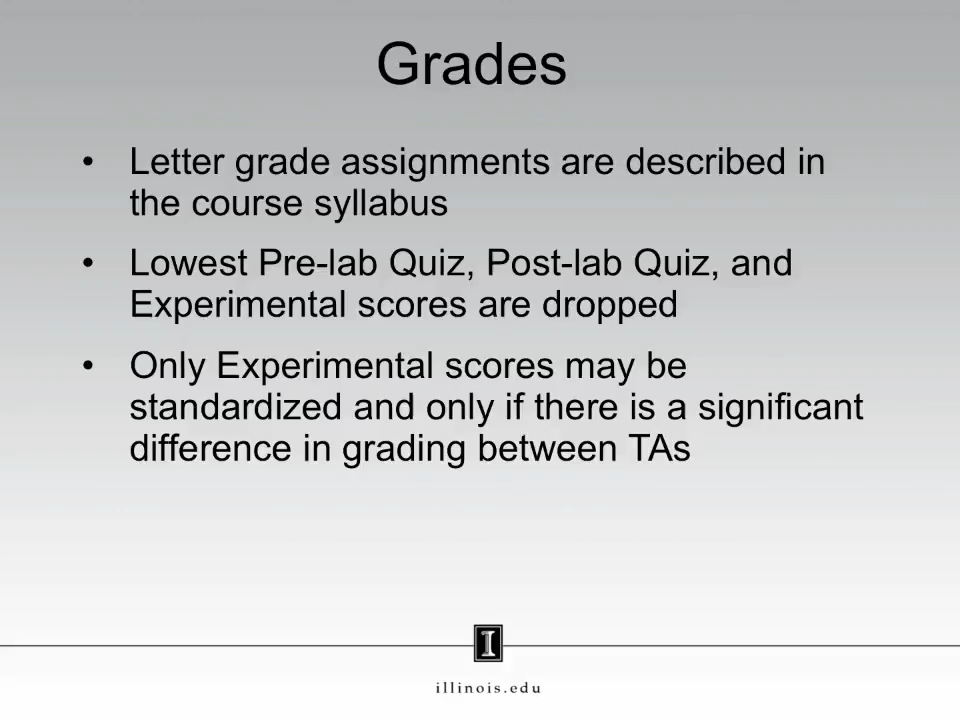 Grades
• Letter grade assignments are described in
the course syllabus
• Lowest Pre-lab Quiz, Post-lab Quiz, and
Experimental scores are dropped
• Only Experimental scores may be
standardized and only if there is a significant
difference in grading between TAs
I
illinois.edu